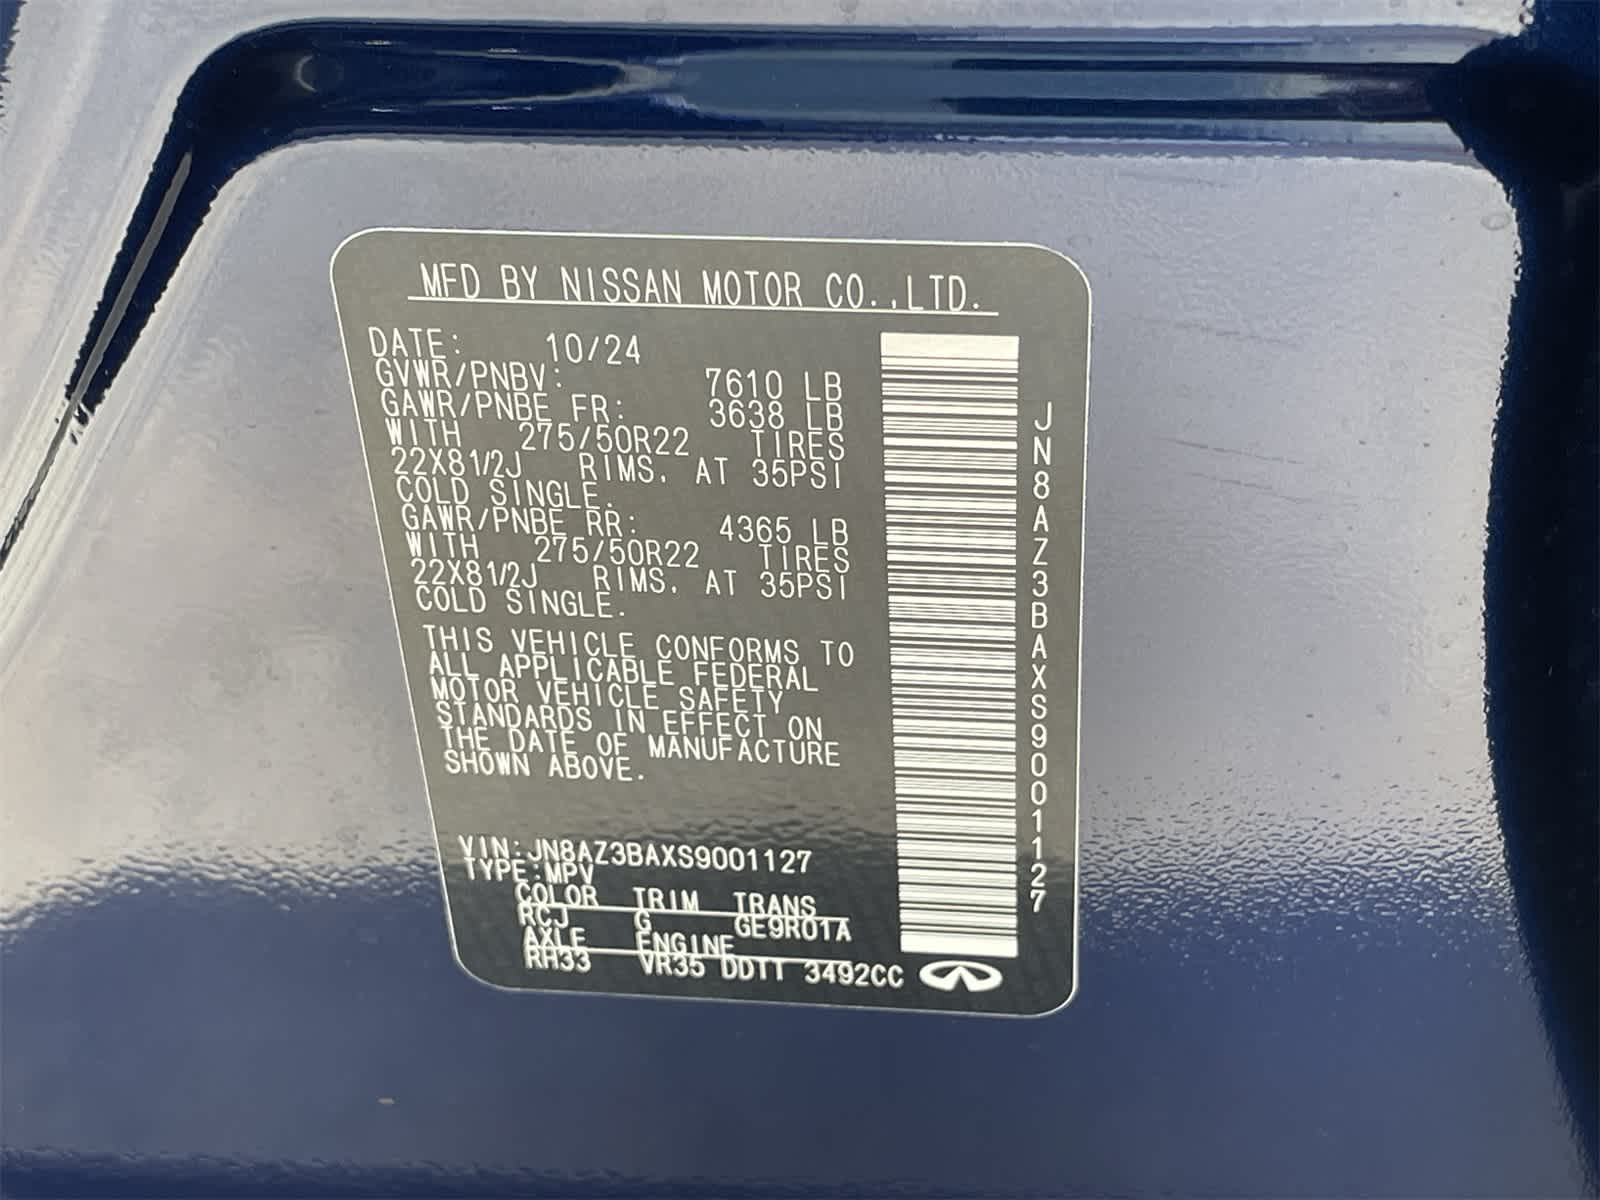 MFD BY NISSAN MOTOR CO.,LTD.
DATE: 10/24
GVWR/PNBV: 7610 LB
GAWR/PNBE FR: 3638 LB
WITH 275/50R22 TIRES
22X81/2J RIMS. AT 35PSI
COLD SINGLE.
GAWR/PNBE RR: 4365 LB
WITH 275/50R22 TIRES
22X81/2J RIMS. AT 35PSI
COLD SINGLE.
THIS VEHICLE CONFORMS TO
ALL APPLICABLE FEDERAL
MOTOR VEHICLE SAFETY
STANDARDS IN EFFECT ON
THE DATE OF MANUFACTURE
SHOWN ABOVE.
VIN:JN8AZ3BAXS9001127
TYPE:MPV
COLOR TRIM TRANS
RCJ G GE9R01A
AXLE ENGINE
RH33 VR35 DDTT 3492CC
JN8AZ3BAXS9001127